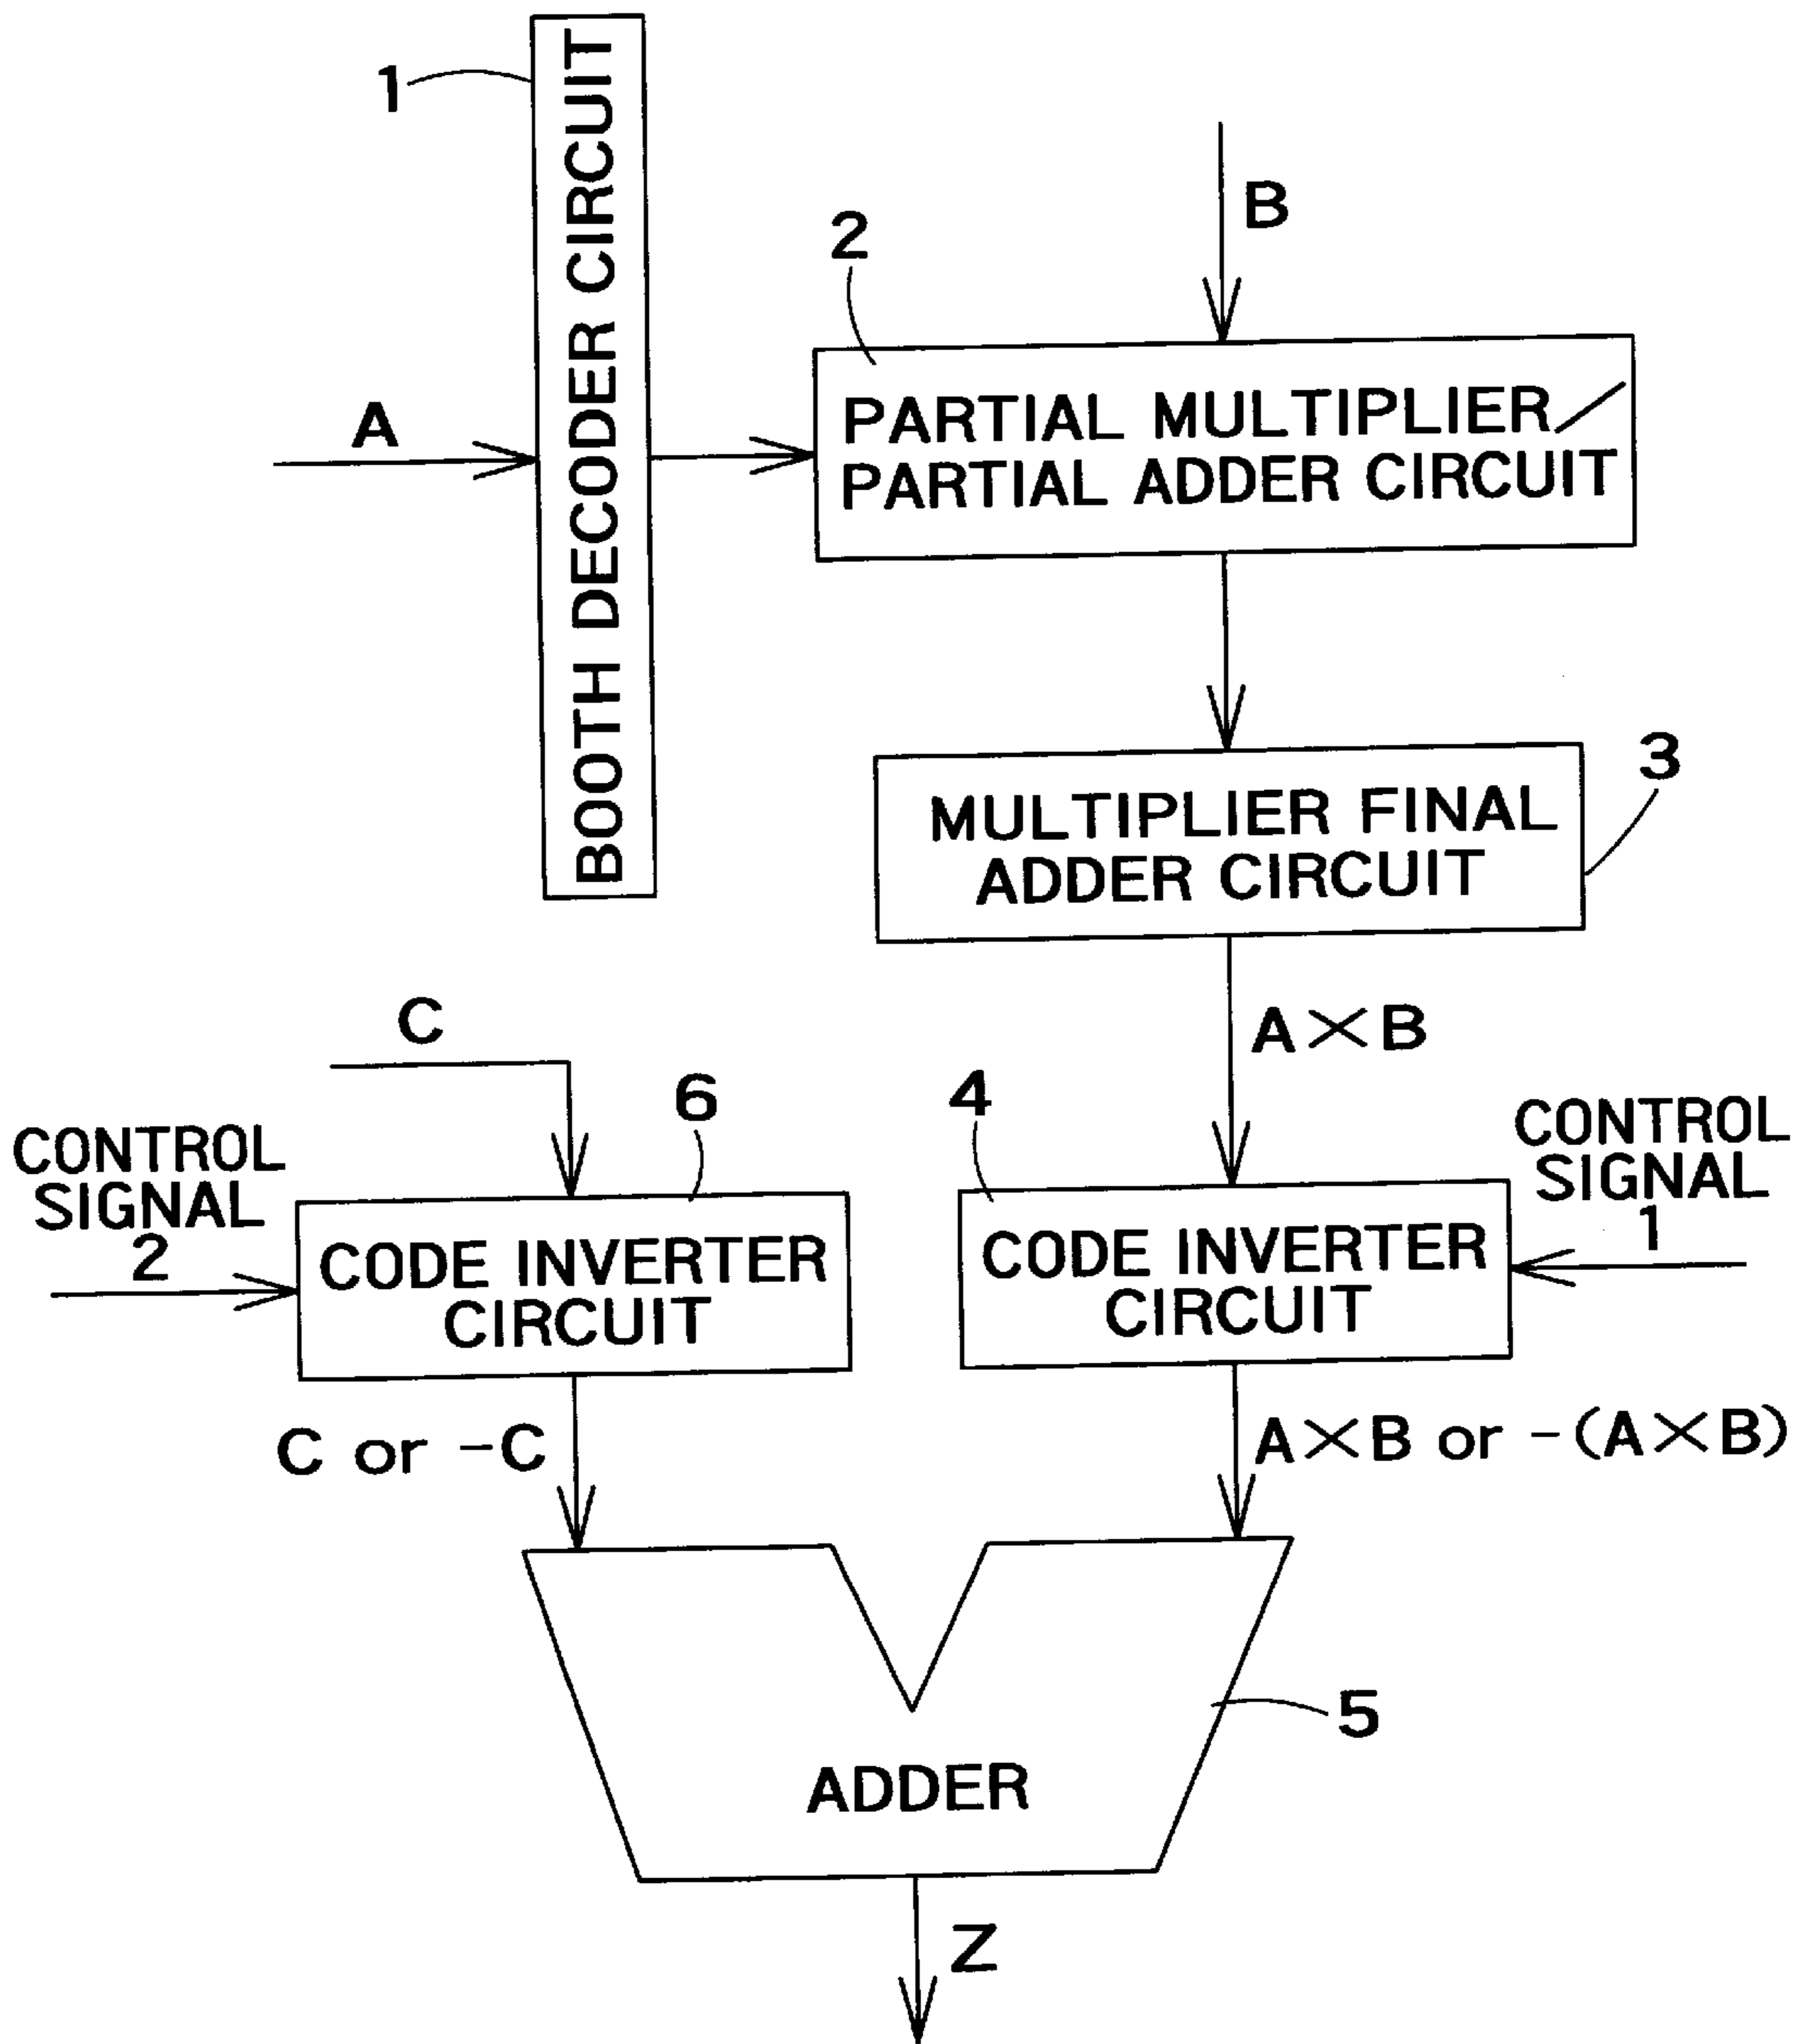 1
BOOTH DECODER CIRCUIT
A
B
2
PARTIAL MULTIPLIER/
PARTIAL ADDER CIRCUIT
3
MULTIPLIER FINAL
ADDER CIRCUIT
A×B
C
6
4
CONTROL
SIGNAL
2
CODE INVERTER
CIRCUIT
CODE INVERTER
CIRCUIT
CONTROL
SIGNAL
1
C or -C
A×B or -(A×B)
5
ADDER
Z